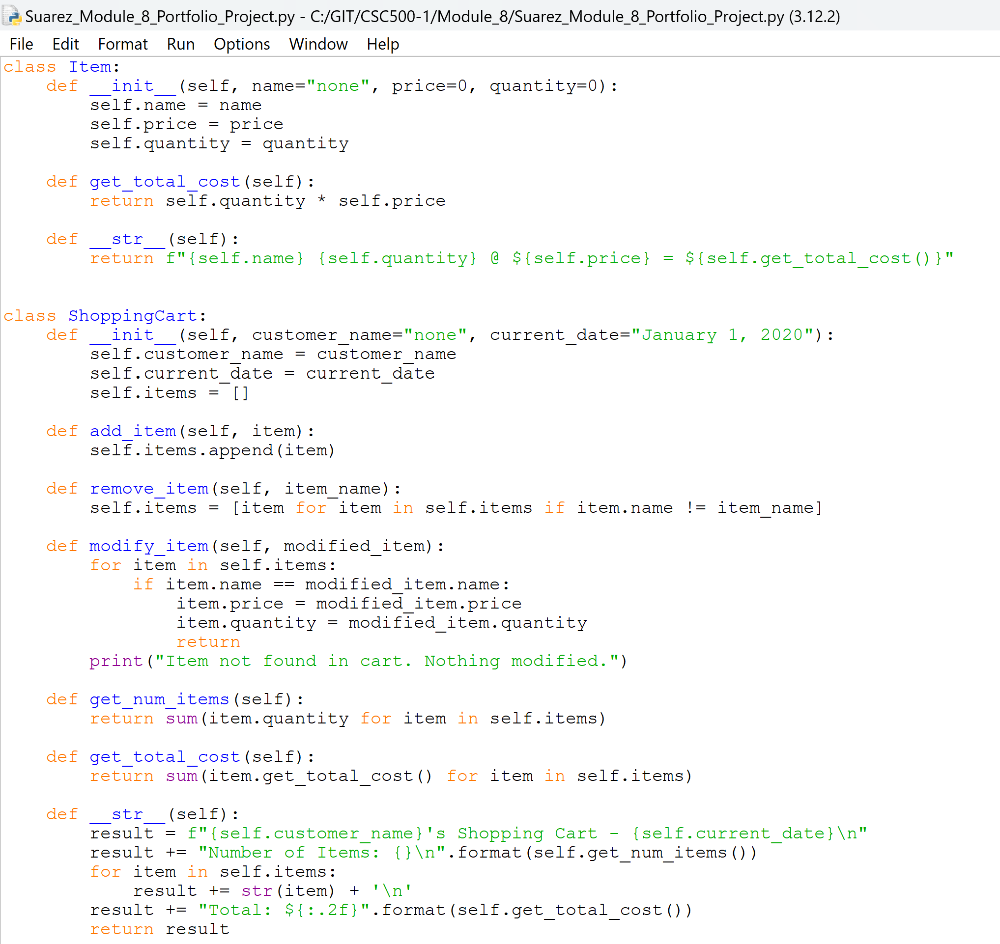 Suarez_Module_8_Portfolio_Project.py - C:/GIT/CSC500-1/Module_8/Suarez_Module_8_Portfolio_Project.py (3.12.2)
File Edit Format Run Options Window Help
class Item:
    def __init__(self, name="none", price=0, quantity=0):
        self.name = name
        self.price = price
        self.quantity = quantity

    def get_total_cost(self):
        return self.quantity * self.price

    def __str__(self):
        return f"{self.name} {self.quantity} @ ${self.price} = ${self.get_total_cost()}"


class ShoppingCart:
    def __init__(self, customer_name="none", current_date="January 1, 2020"):
        self.customer_name = customer_name
        self.current_date = current_date
        self.items = []

    def add_item(self, item):
        self.items.append(item)

    def remove_item(self, item_name):
        self.items = [item for item in self.items if item.name != item_name]

    def modify_item(self, modified_item):
        for item in self.items:
            if item.name == modified_item.name:
                item.price = modified_item.price
                item.quantity = modified_item.quantity
                return
        print("Item not found in cart. Nothing modified.")

    def get_num_items(self):
        return sum(item.quantity for item in self.items)

    def get_total_cost(self):
        return sum(item.get_total_cost() for item in self.items)

    def __str__(self):
        result = f"{self.customer_name}'s Shopping Cart – {self.current_date}\n"
        result += "Number of Items: {}\n".format(self.get_num_items())
        for item in self.items:
            result += str(item) + '\n'
        result += "Total: ${:.2f}".format(self.get_total_cost())
        return result